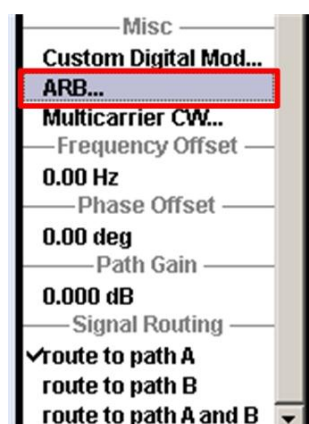 Misc
Custom Digital Mod...
ARB...
Multicarrier CW...
Frequency Offset
0.00 Hz
Phase Offset
0.00 deg
Path Gain
0.000 dB
Signal Routing
✓route to path A
route to path B
route to path A and B